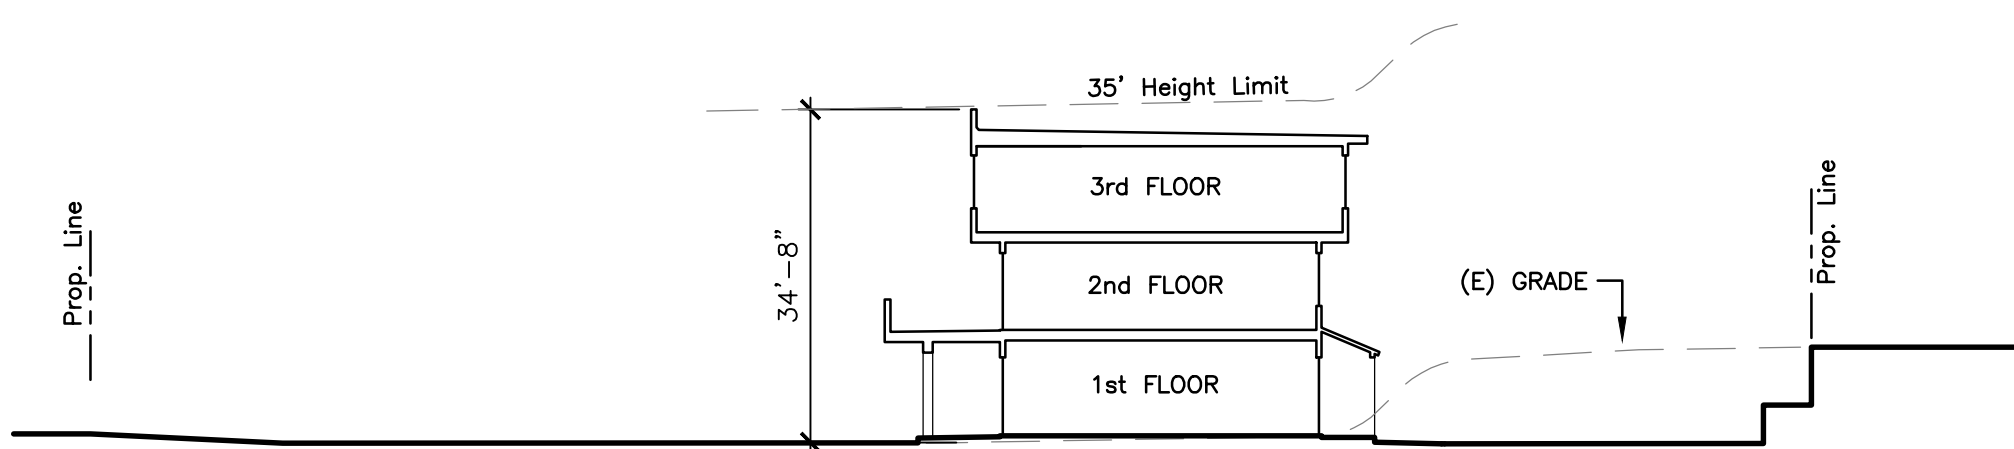 35' Height Limit
3rd FLOOR
Prop. Line
Prop. Line
34'-8"
2nd FLOOR
(E) GRADE
1st FLOOR